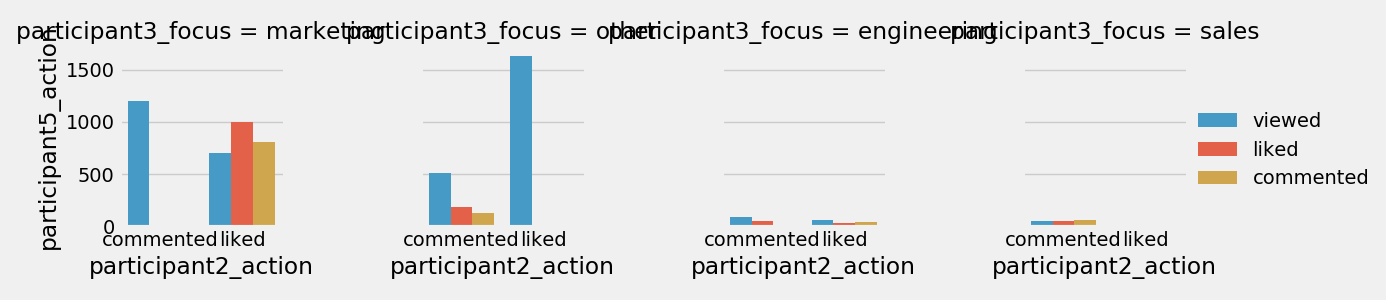 participant3_focus = marketing
participant3_focus = other
participant3_focus = engineering
participant3_focus = sales
participant5_action
1500
1000
500
0
viewed
liked
commented
commented liked
commented liked
commented liked
commented liked
participant2_action
participant2_action
participant2_action
participant2_action